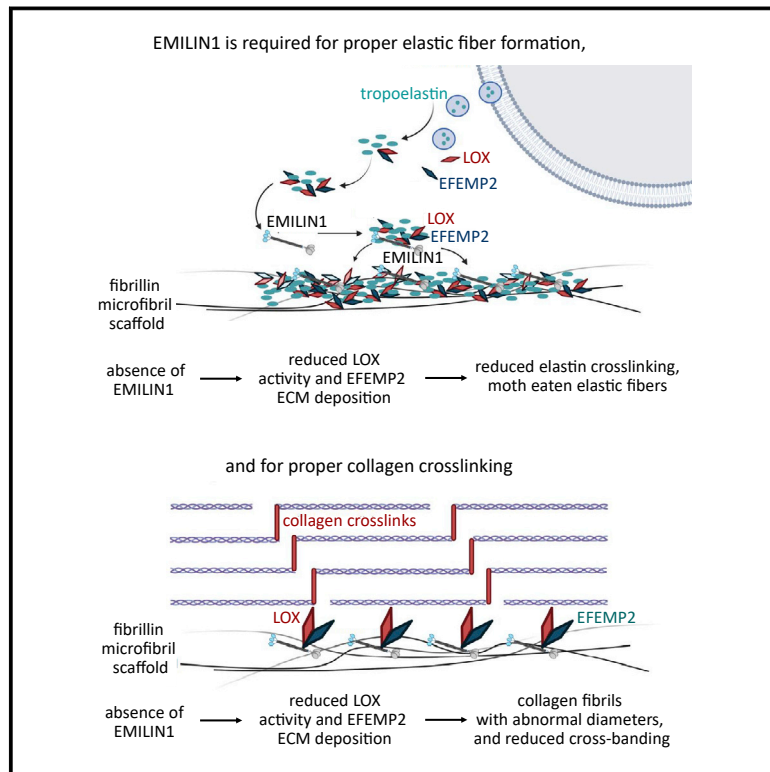 EMILIN1 is required for proper elastic fiber formation,
tropoelastin
LOX
EFEMP2
EMILIN1
LOX
EFEMP2
EMILIN1
fibrillin
microfibril
scaffold
absence of
EMILIN1
reduced LOX
activity and EFEMP2
ECM deposition
reduced elastin crosslinking,
moth eaten elastic fibers
and for proper collagen crosslinking
collagen crosslinks
LOX
EFEMP2
fibrillin
microfibril
scaffold
absence of
EMILIN1
reduced LOX
activity and EFEMP2
ECM deposition
collagen fibrils
with abnormal diameters,
and reduced cross-banding